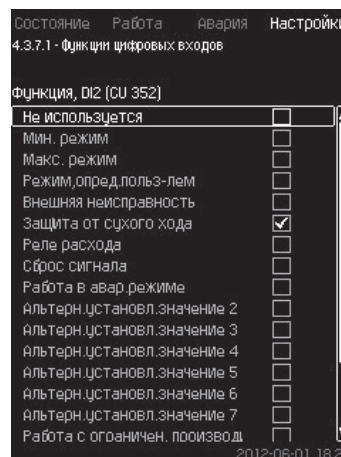 Состояние Работа Авария Настройки
4.3.7.1 - Функции цифровых входов
Функция, DI2 (CU 352)
Не используется
Мин. режим
Макс. режим
Режим,опред.польз-лем
Внешняя неисправность
Защита от сухого хода
Реле расхода
Сброс сигнала
Работа в авар.режиме
Альтерн.установл.значение 2
Альтерн.установл.значение 3
Альтерн.установл.значение 4
Альтерн.установл.значение 5
Альтерн.установл.значение 6
Альтерн.установл.значение 7
Работа с ограничен. производ
2012-06-01 18:2